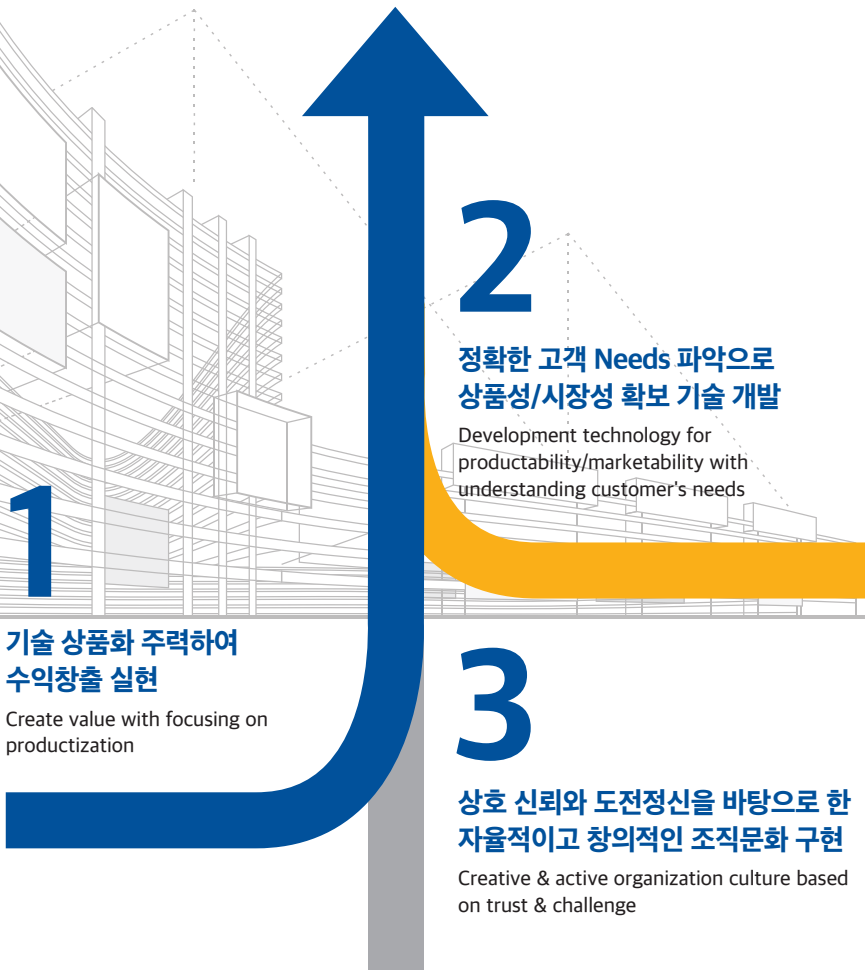 1
기술 상품화 주력하여
수익창출 실현
Create value with focusing on
productization
2
정확한 고객 Needs 파악으로
상품성/시장성 확보 기술 개발
Development technology for
productability/marketability with
understanding customer's needs
3
상호 신뢰와 도전정신을 바탕으로 한
자율적이고 창의적인 조직문화 구현
Creative & active organization culture based
on trust & challenge